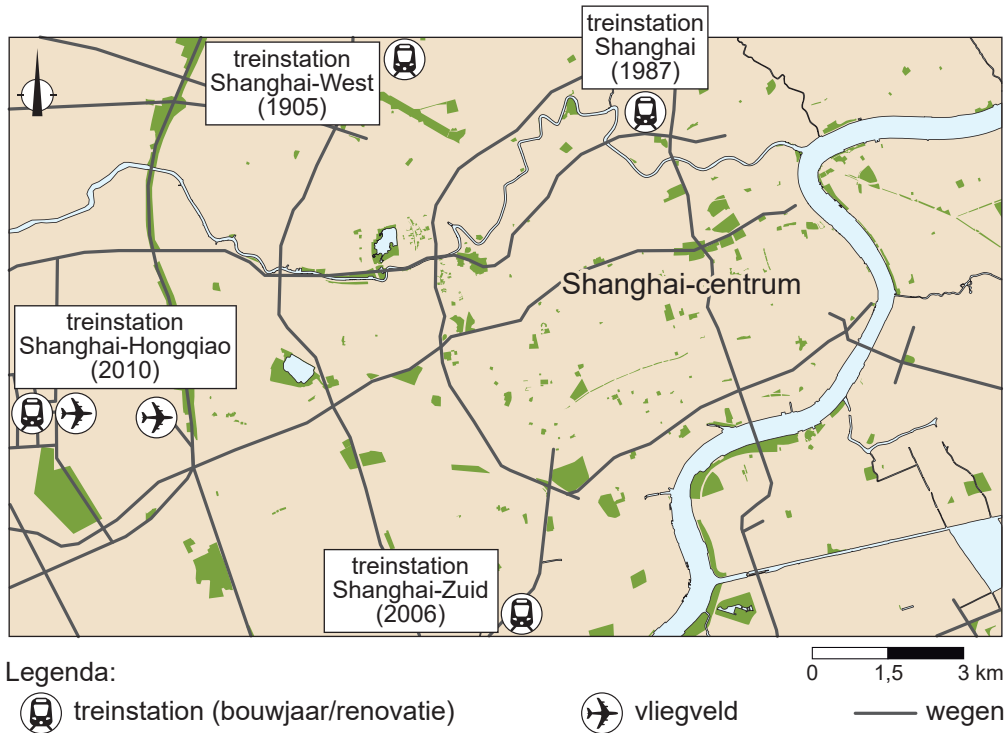 treinstation
Shanghai-West
(1905)
treinstation
Shanghai
(1987)
Shanghai-centrum
treinstation
Shanghai-Hongqiao
(2010)
treinstation
Shanghai-Zuid
(2006)
Legenda:
0 1,5 3 km
treinstation (bouwjaar/renovatie)
vliegveld
wegen